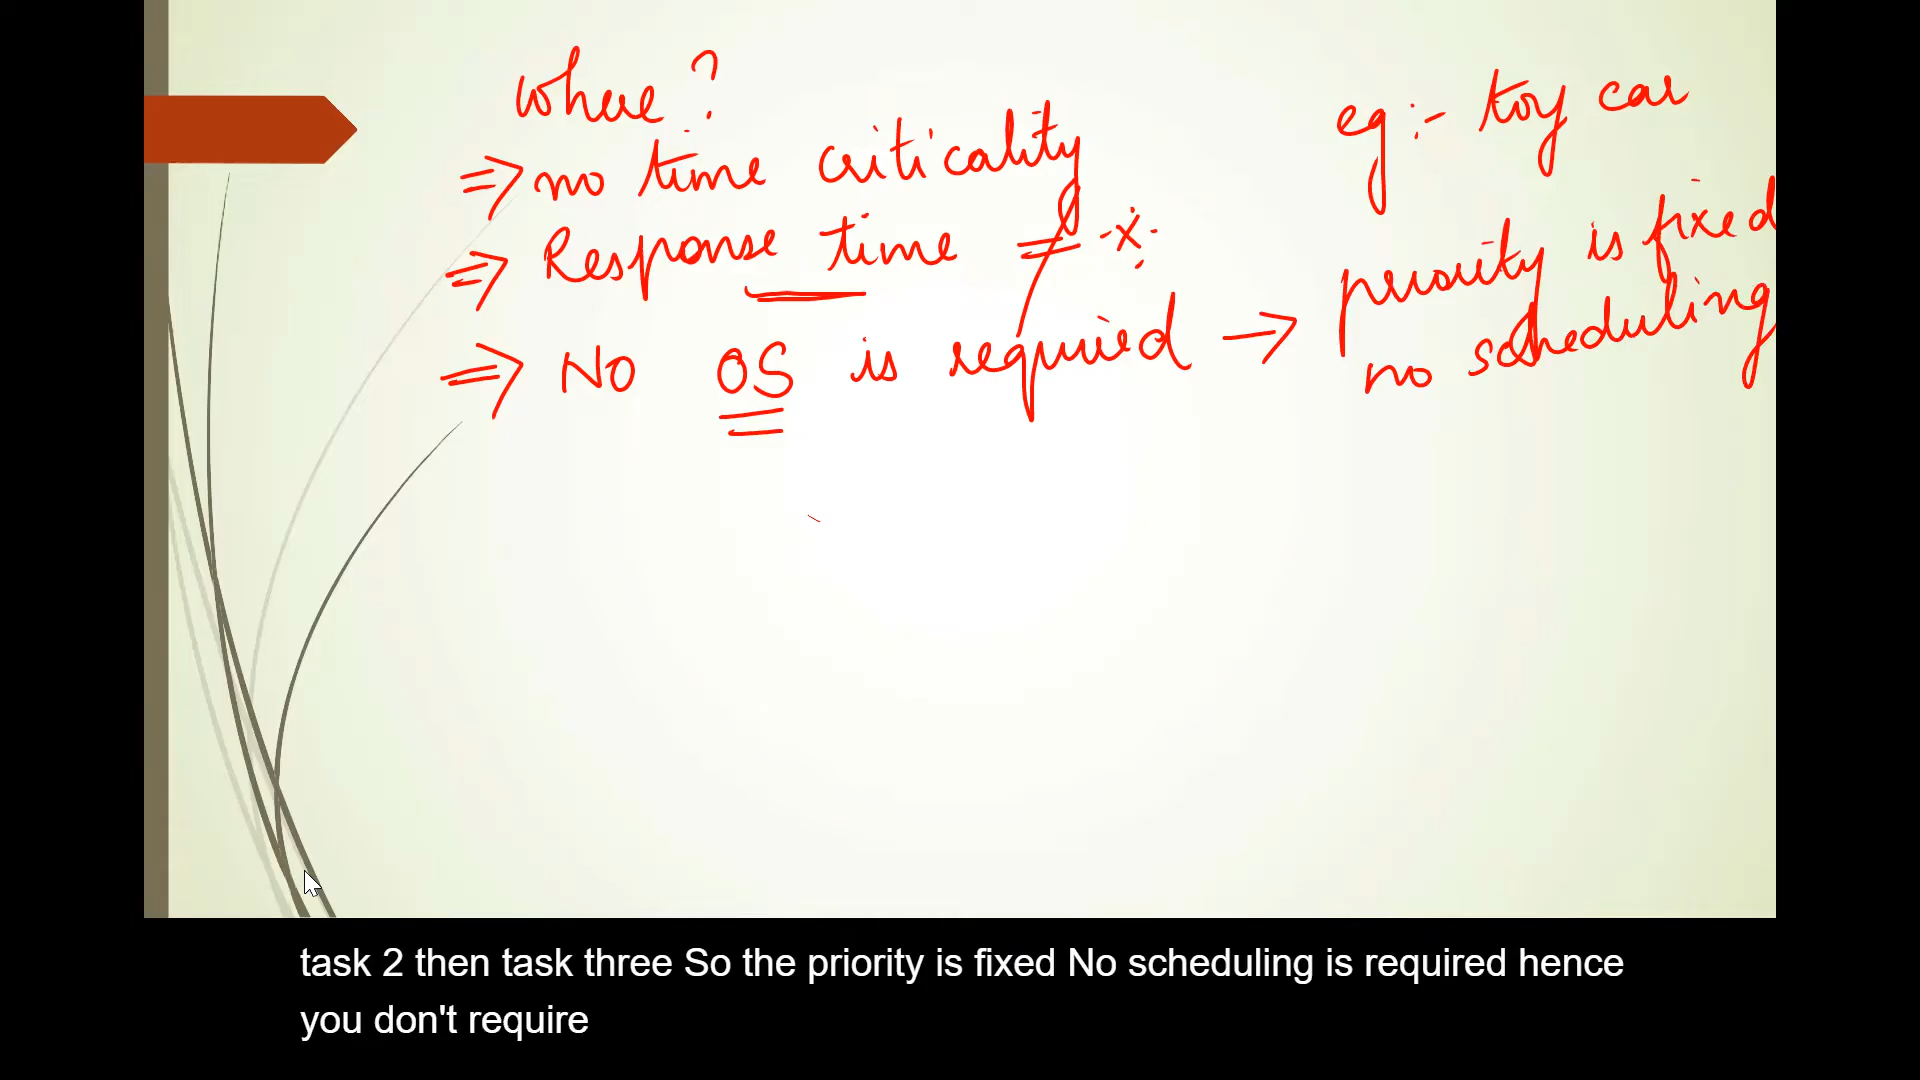 where?
eg:- toy car
⇒ no time criticality
⇒ Response time = -x-
⇒ No OS is required → priority is fixed
no scheduling
task 2 then task three So the priority is fixed No scheduling is required hence
you don't require